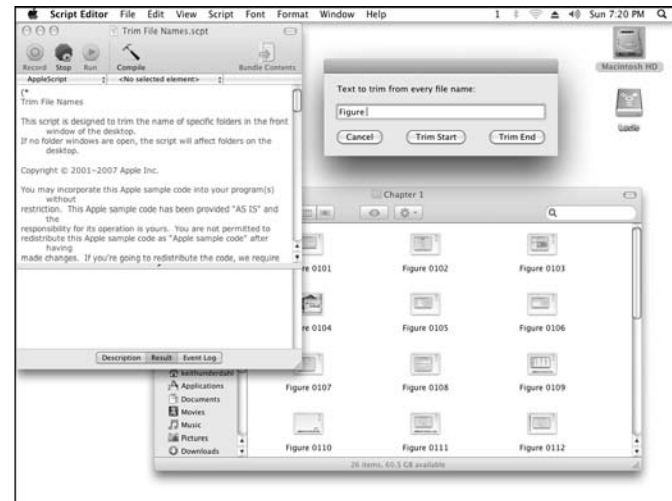 Script Editor File Edit View Script Font Format Window Help 1 Sun 7:20 PM
Trim File Names.scpt
Record Stop Run Compile Bundle Contents
AppleScript <No selected element>
(*
Trim File Names
This script is designed to trim the name of specific folders in the front
window of the desktop.
If no folder windows are open, the script will affect folders on the
desktop.
Copyright © 2001–2007 Apple Inc.
You may incorporate this Apple sample code into your program(s)
without
restriction. This Apple sample code has been provided "AS IS" and
the
responsibility for its operation is yours. You are not permitted to
redistribute this Apple sample code as "Apple sample code" after
having
made changes. If you're going to redistribute the code, we require
Description Result Event Log
Text to trim from every file name:
Figure
Cancel Trim Start Trim End
Macintosh HD
Chapter 1
re 0101 Figure 0102 Figure 0103
re 0104 Figure 0105 Figure 0106
keithunderdahl
Applications
Documents
Movies
Music
Pictures
Downloads
Figure 0107 Figure 0108 Figure 0109
Figure 0110 Figure 0111 Figure 0112
26 items, 60.5 GB available